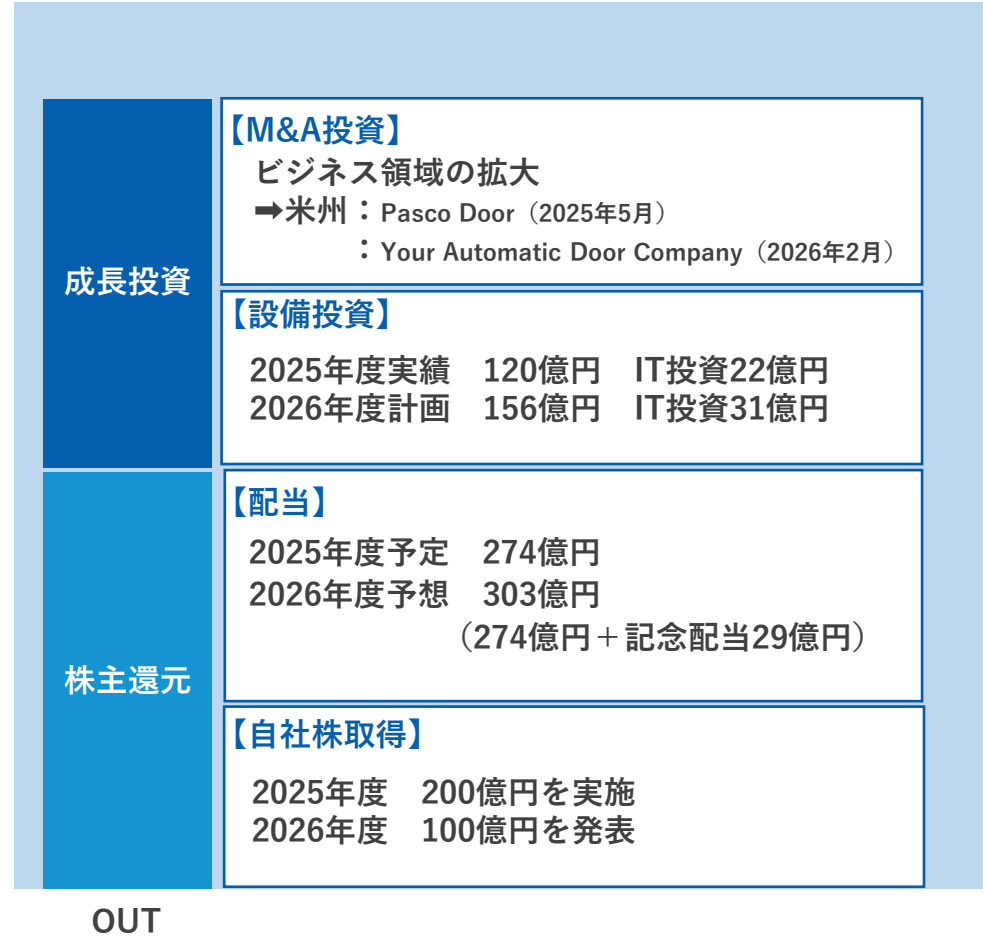 成長投資
【M&A投資】
ビジネス領域の拡大
➡米州：Pasco Door（2025年5月）
：Your Automatic Door Company（2026年2月）
【設備投資】
2025年度実績　120億円　IT投資22億円
2026年度計画　156億円　IT投資31億円
株主還元
【配当】
2025年度予定　274億円
2026年度予想　303億円
（274億円＋記念配当29億円）
【自社株取得】
2025年度　200億円を実施
2026年度　100億円を発表
OUT